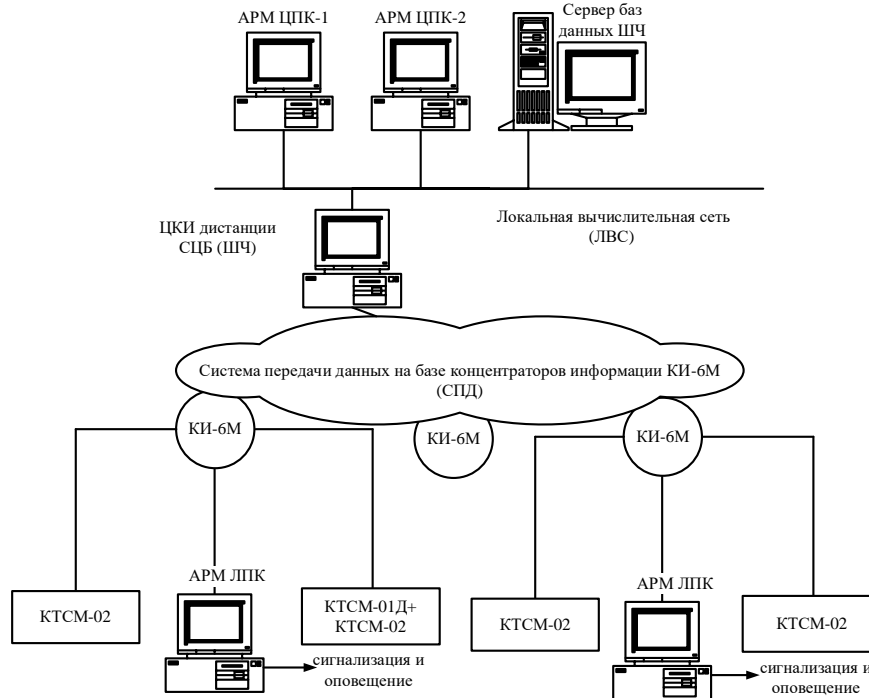 АРМ ЦПК-1
АРМ ЦПК-2
Сервер баз
данных ШЧ
ЦКИ дистанции
СЦБ (ШЧ)
Локальная вычислительная сеть
(ЛВС)
Система передачи данных на базе концентраторов информации КИ-6М
(СПД)
КИ-6М
КИ-6М
КИ-6М
АРМ ЛПК
АРМ ЛПК
КТСМ-02
КТСМ-01Д+
КТСМ-02
КТСМ-02
КТСМ-02
сигнализация и
оповещение
сигнализация и
оповещение